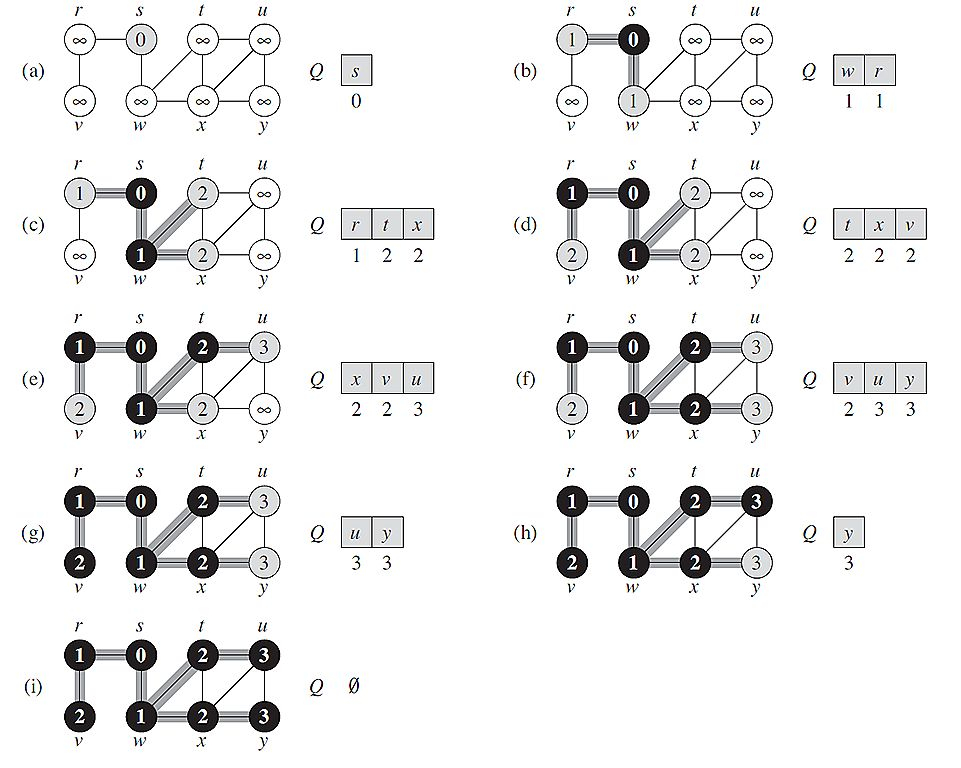 r s t u r s t u
∞ 0 ∞ ∞ 1 0 ∞ ∞
(a) Q s (b) Q w r
∞ ∞ ∞ ∞ 0 ∞ 1 ∞ ∞ 1 1
v w x y v w x y
r s t u r s t u
1 0 2 ∞ 1 0 2 ∞
(c) Q r t x (d) Q t x v
∞ 1 2 ∞ 1 2 2 2 1 2 ∞ 2 2 2
v w x y v w x y
r s t u r s t u
1 0 2 3 1 0 2 3
(e) Q x v u (f) Q v u y
2 1 2 ∞ 2 2 3 2 1 2 3 2 3 3
v w x y v w x y
r s t u r s t u
1 0 2 3 1 0 2 3
(g) Q u y (h) Q y
2 1 2 3 3 3 2 1 2 3 3
v w x y v w x y
r s t u
1 0 2 3
(i) Q Ø
2 1 2 3
v w x y